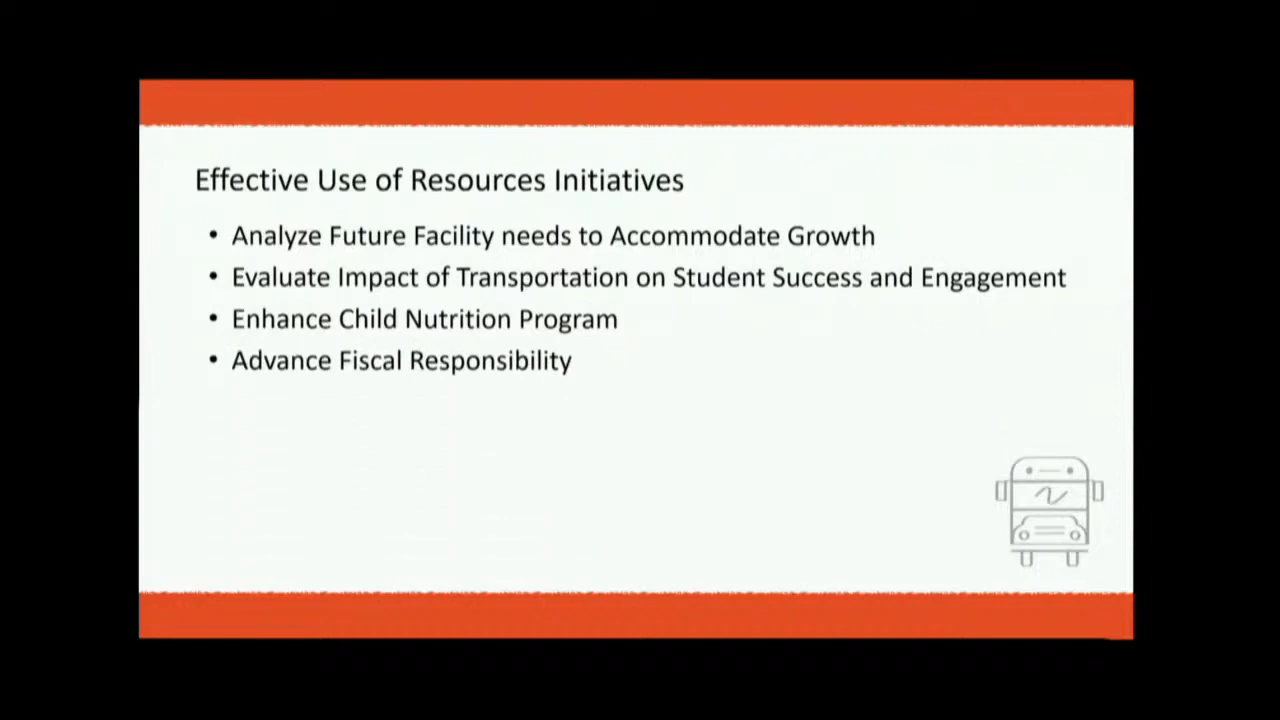 Effective Use of Resources Initiatives
• Analyze Future Facility needs to Accommodate Growth
• Evaluate Impact of Transportation on Student Success and Engagement
• Enhance Child Nutrition Program
• Advance Fiscal Responsibility